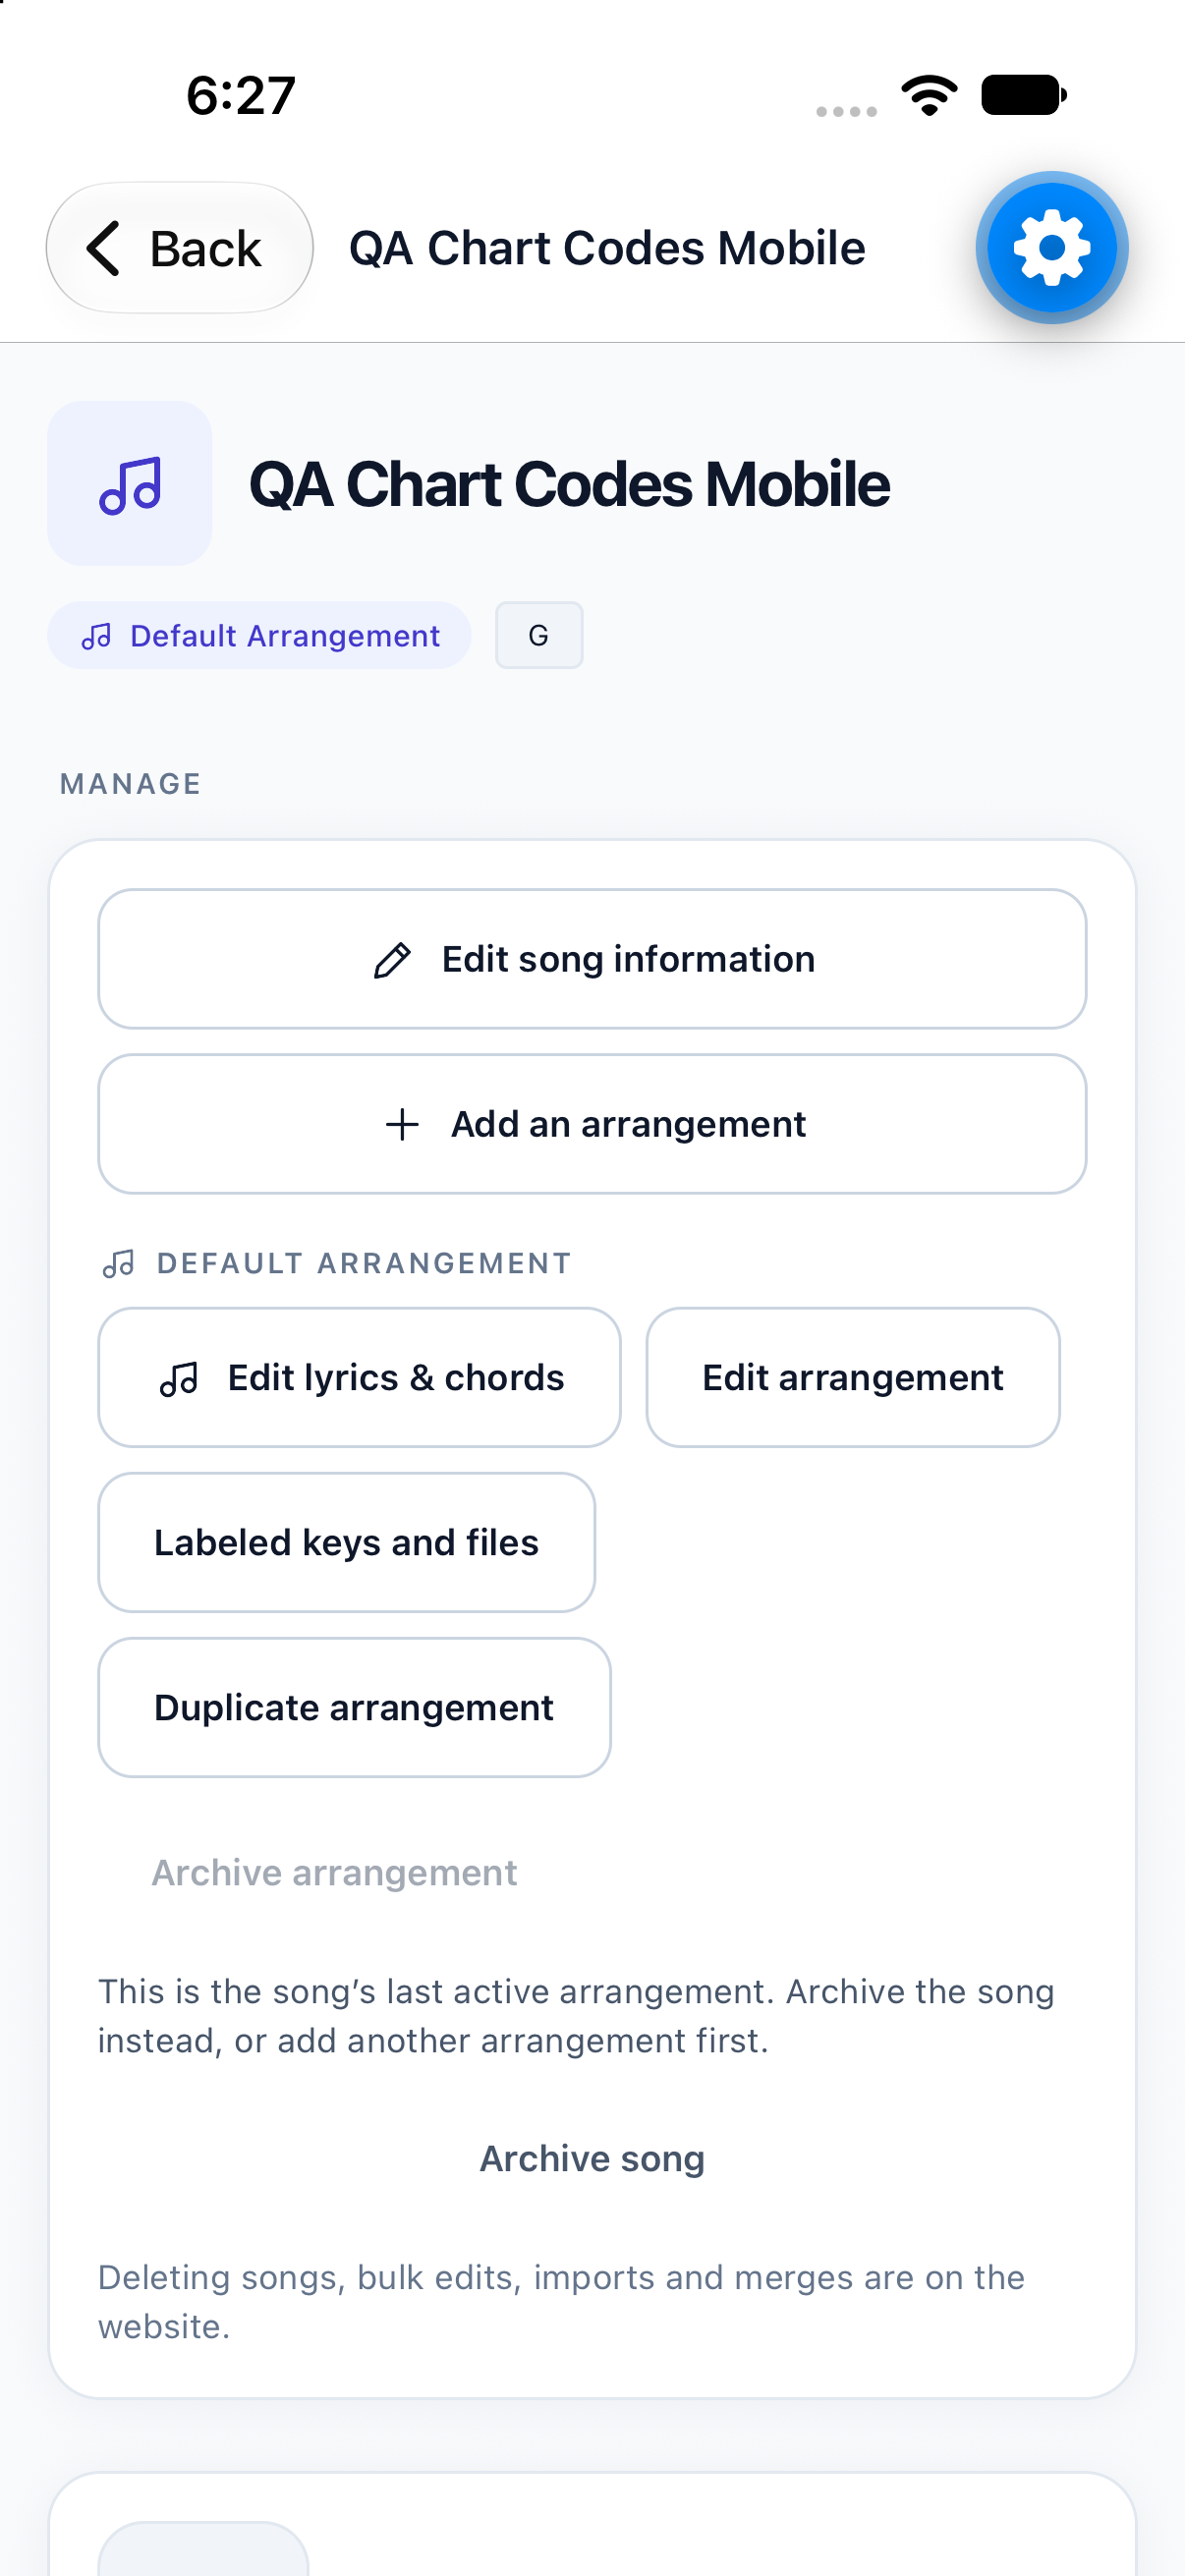 6:27
Back
QA Chart Codes Mobile
QA Chart Codes Mobile
Default Arrangement
G
MANAGE
Edit song information
Add an arrangement
DEFAULT ARRANGEMENT
Edit lyrics & chords
Edit arrangement
Labeled keys and files
Duplicate arrangement
Archive arrangement
This is the song’s last active arrangement. Archive the song
instead, or add another arrangement first.
Archive song
Deleting songs, bulk edits, imports and merges are on the
website.